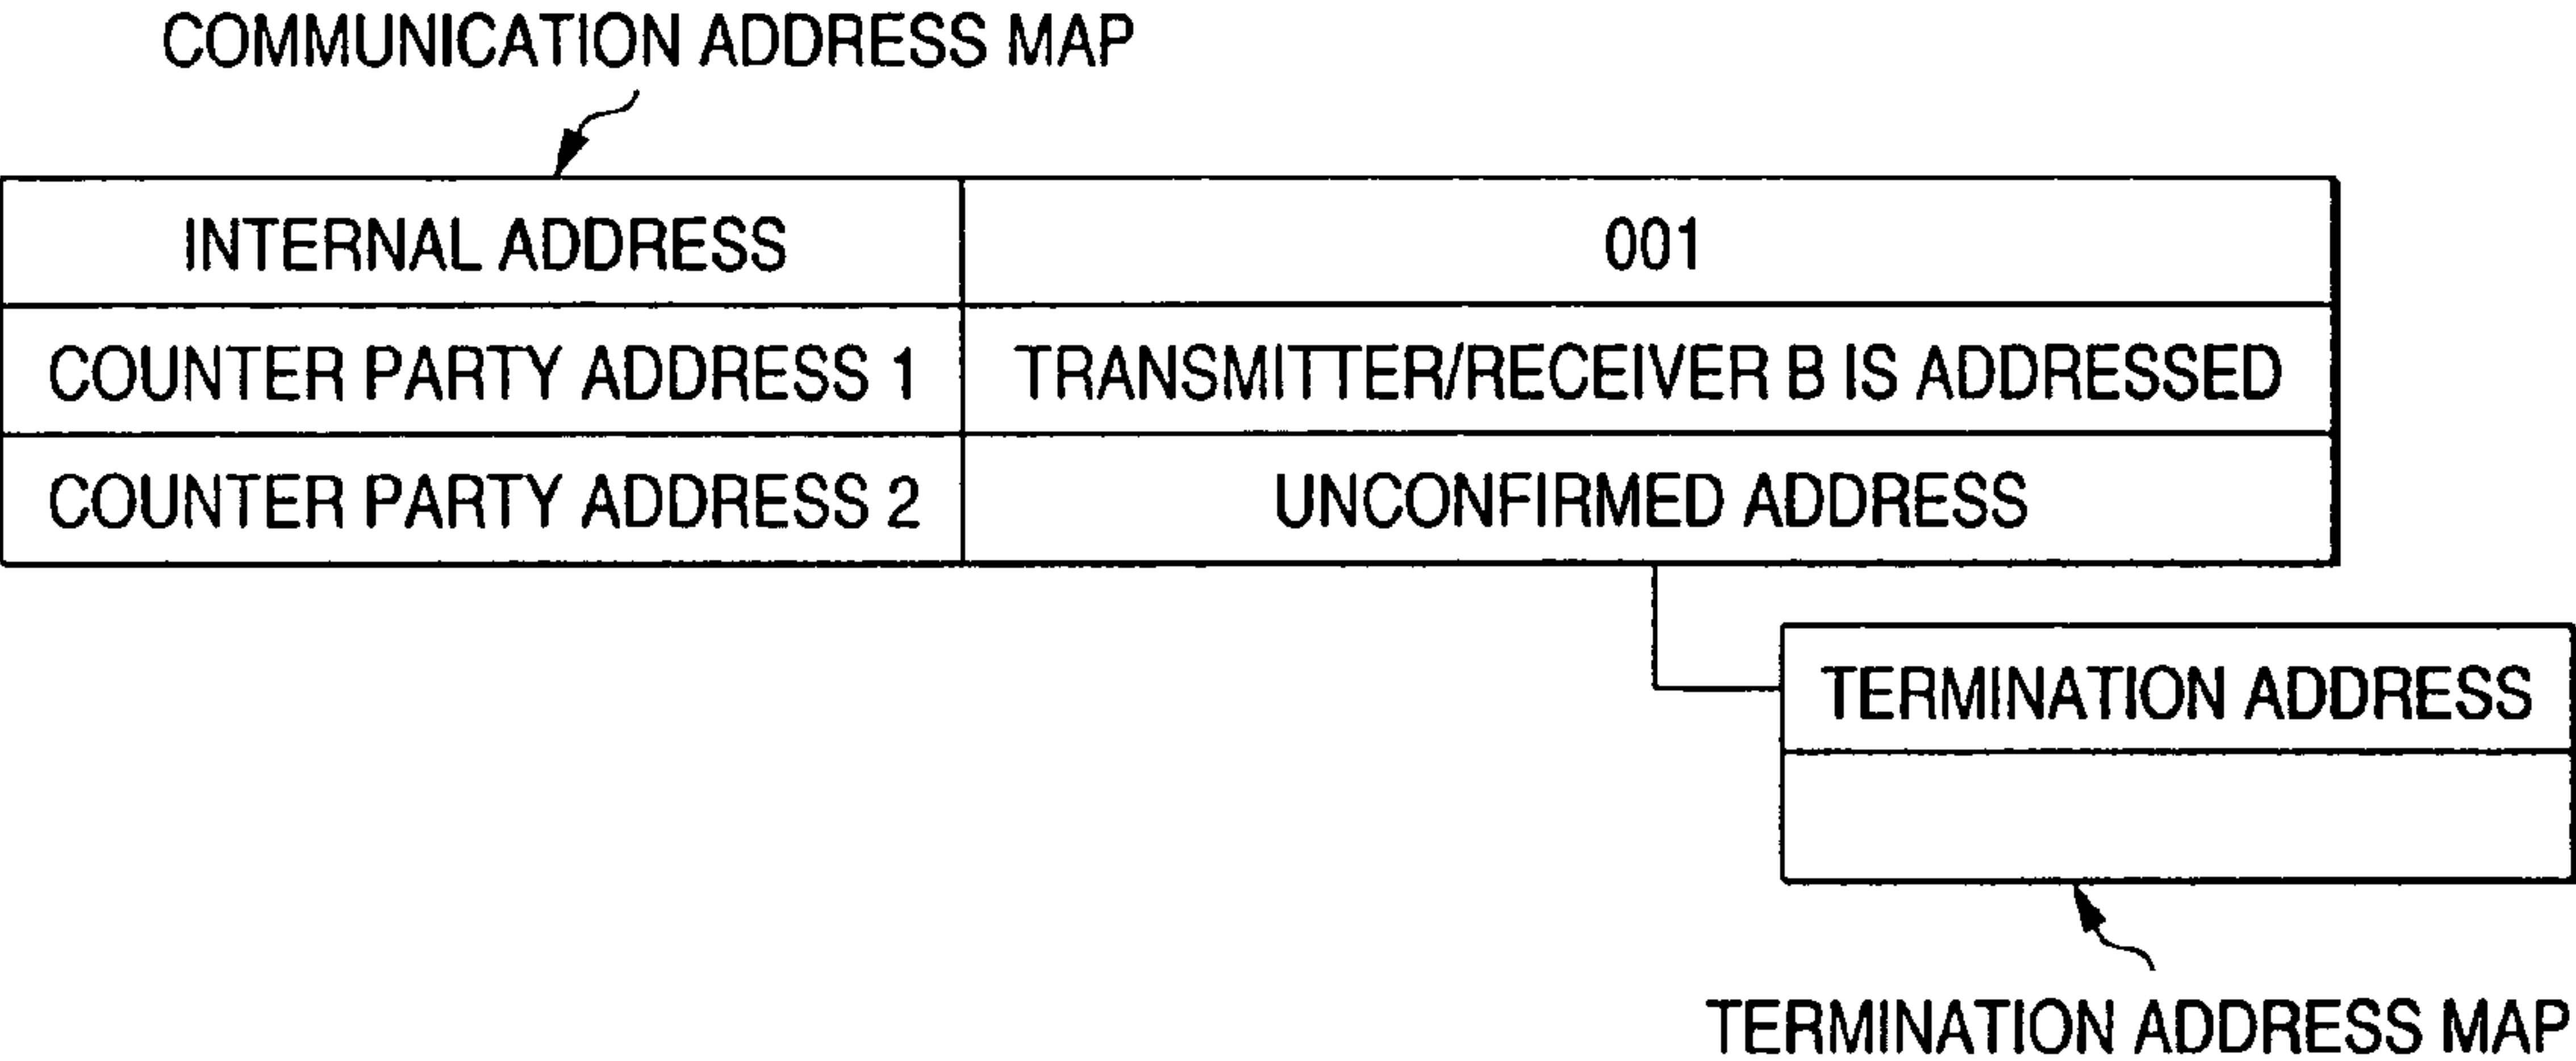 COMMUNICATION ADDRESS MAP
INTERNAL ADDRESS 001
COUNTER PARTY ADDRESS 1 TRANSMITTER/RECEIVER B IS ADDRESSED
COUNTER PARTY ADDRESS 2 UNCONFIRMED ADDRESS
TERMINATION ADDRESS
TERMINATION ADDRESS MAP